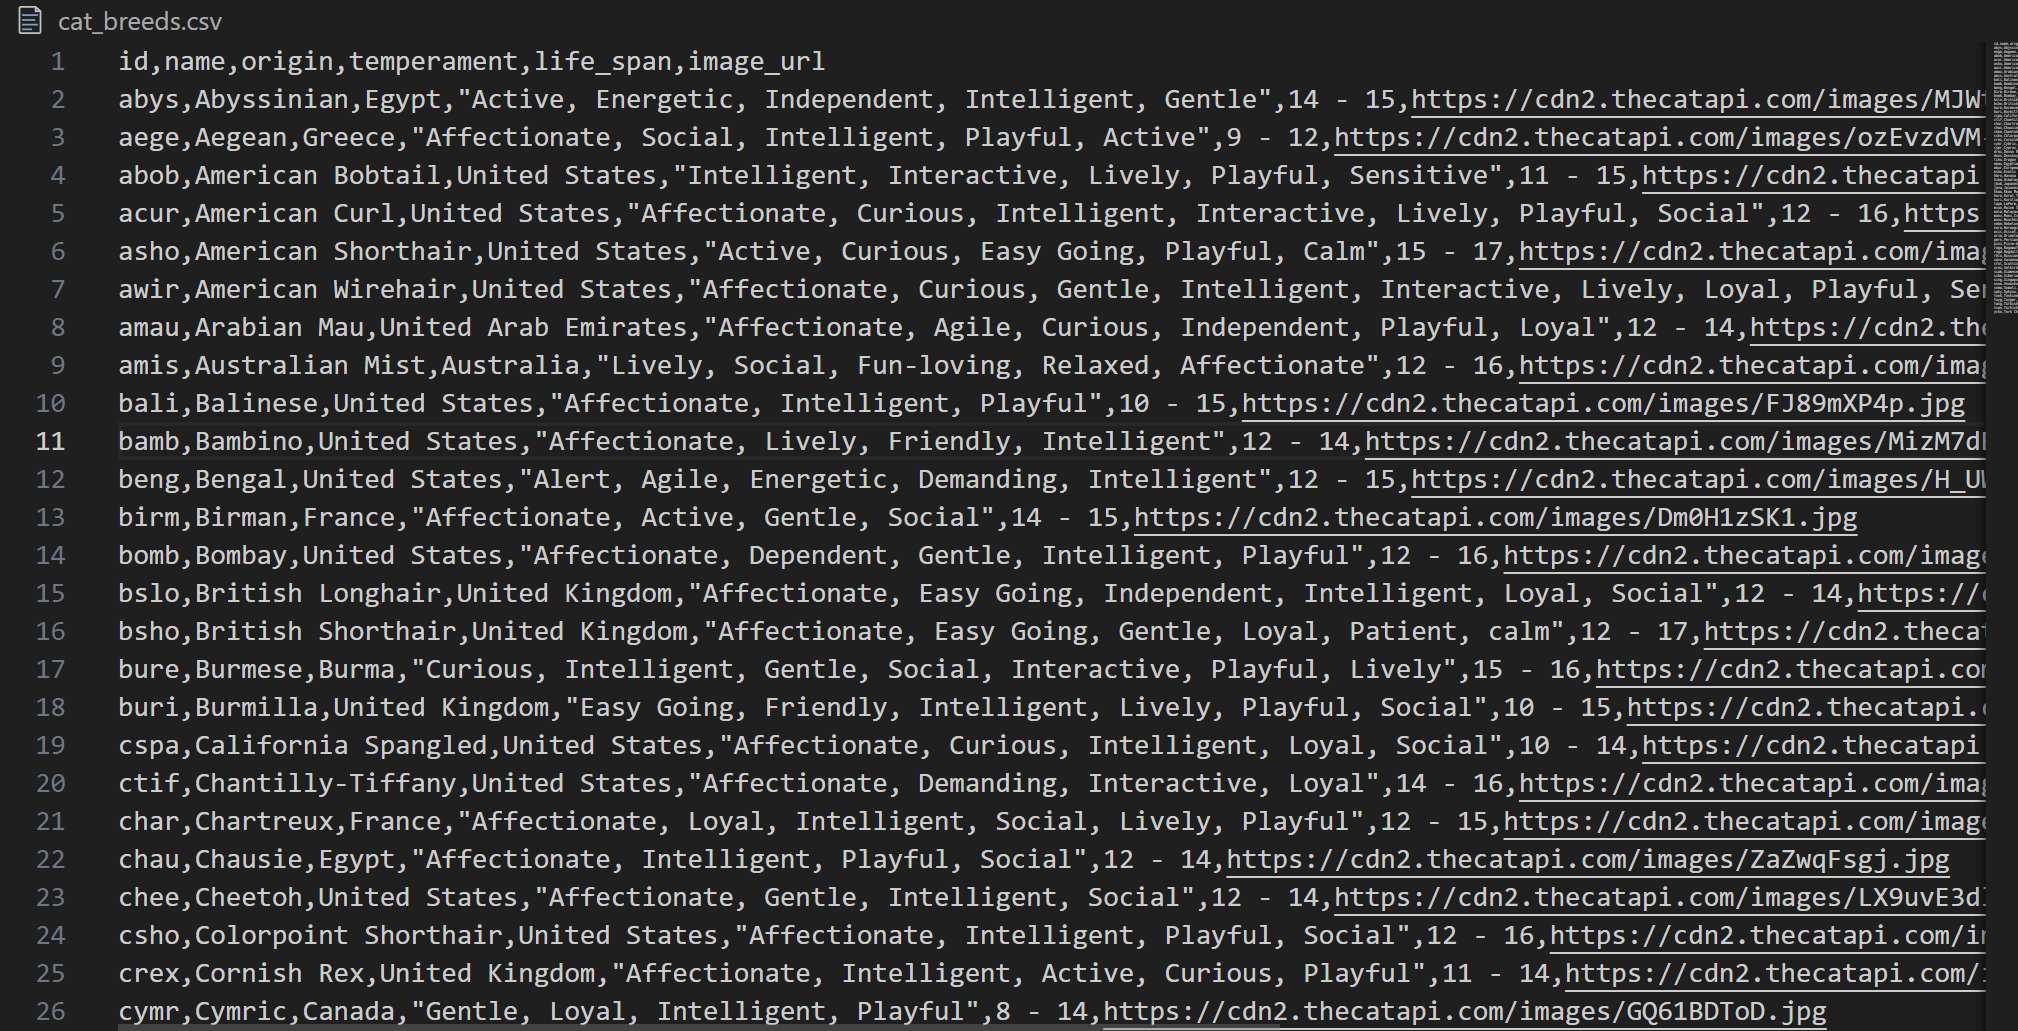 cat_breeds.csv
1 id,name,origin,temperament,life_span,image_url
2 abys,Abyssinian,Egypt,"Active, Energetic, Independent, Intelligent, Gentle",14 - 15,https://cdn2.thecatapi.com/images/MJWt
3 aege,Aegean,Greece,"Affectionate, Social, Intelligent, Playful, Active",9 - 12,https://cdn2.thecatapi.com/images/ozEvzdVM-
4 abob,American Bobtail,United States,"Intelligent, Interactive, Lively, Playful, Sensitive",11 - 15,https://cdn2.thecatapi
5 acur,American Curl,United States,"Affectionate, Curious, Intelligent, Interactive, Lively, Playful, Social",12 - 16,https
6 asho,American Shorthair,United States,"Active, Curious, Easy Going, Playful, Calm",15 - 17,https://cdn2.thecatapi.com/imag
7 awir,American Wirehair,United States,"Affectionate, Curious, Gentle, Intelligent, Interactive, Lively, Loyal, Playful, Sen
8 amau,Arabian Mau,United Arab Emirates,"Affectionate, Agile, Curious, Independent, Playful, Loyal",12 - 14,https://cdn2.the
9 amis,Australian Mist,Australia,"Lively, Social, Fun-loving, Relaxed, Affectionate",12 - 16,https://cdn2.thecatapi.com/imag
10 bali,Balinese,United States,"Affectionate, Intelligent, Playful",10 - 15,https://cdn2.thecatapi.com/images/FJ89mXP4p.jpg
11 bamb,Bambino,United States,"Affectionate, Lively, Friendly, Intelligent",12 - 14,https://cdn2.thecatapi.com/images/MizM7dE
12 beng,Bengal,United States,"Alert, Agile, Energetic, Demanding, Intelligent",12 - 15,https://cdn2.thecatapi.com/images/H_UW
13 birm,Birman,France,"Affectionate, Active, Gentle, Social",14 - 15,https://cdn2.thecatapi.com/images/Dm0H1zSK1.jpg
14 bomb,Bombay,United States,"Affectionate, Dependent, Gentle, Intelligent, Playful",12 - 16,https://cdn2.thecatapi.com/image
15 bslo,British Longhair,United Kingdom,"Affectionate, Easy Going, Independent, Intelligent, Loyal, Social",12 - 14,https://c
16 bsho,British Shorthair,United Kingdom,"Affectionate, Easy Going, Gentle, Loyal, Patient, calm",12 - 17,https://cdn2.thecat
17 bure,Burmese,Burma,"Curious, Intelligent, Gentle, Social, Interactive, Playful, Lively",15 - 16,https://cdn2.thecatapi.com
18 buri,Burmilla,United Kingdom,"Easy Going, Friendly, Intelligent, Lively, Playful, Social",10 - 15,https://cdn2.thecatapi.c
19 cspa,California Spangled,United States,"Affectionate, Curious, Intelligent, Loyal, Social",10 - 14,https://cdn2.thecatapi
20 ctif,Chantilly-Tiffany,United States,"Affectionate, Demanding, Interactive, Loyal",14 - 16,https://cdn2.thecatapi.com/imag
21 char,Chartreux,France,"Affectionate, Loyal, Intelligent, Social, Lively, Playful",12 - 15,https://cdn2.thecatapi.com/image
22 chau,Chausie,Egypt,"Affectionate, Intelligent, Playful, Social",12 - 14,https://cdn2.thecatapi.com/images/ZaZwqFsgj.jpg
23 chee,Cheetoh,United States,"Affectionate, Gentle, Intelligent, Social",12 - 14,https://cdn2.thecatapi.com/images/LX9uvE3d
24 csho,Colorpoint Shorthair,United States,"Affectionate, Intelligent, Playful, Social",12 - 16,https://cdn2.thecatapi.com/im
25 crex,Cornish Rex,United Kingdom,"Affectionate, Intelligent, Active, Curious, Playful",11 - 14,https://cdn2.thecatapi.com/i
26 cymr,Cymric,Canada,"Gentle, Loyal, Intelligent, Playful",8 - 14,https://cdn2.thecatapi.com/images/GQ61BDToD.jpg